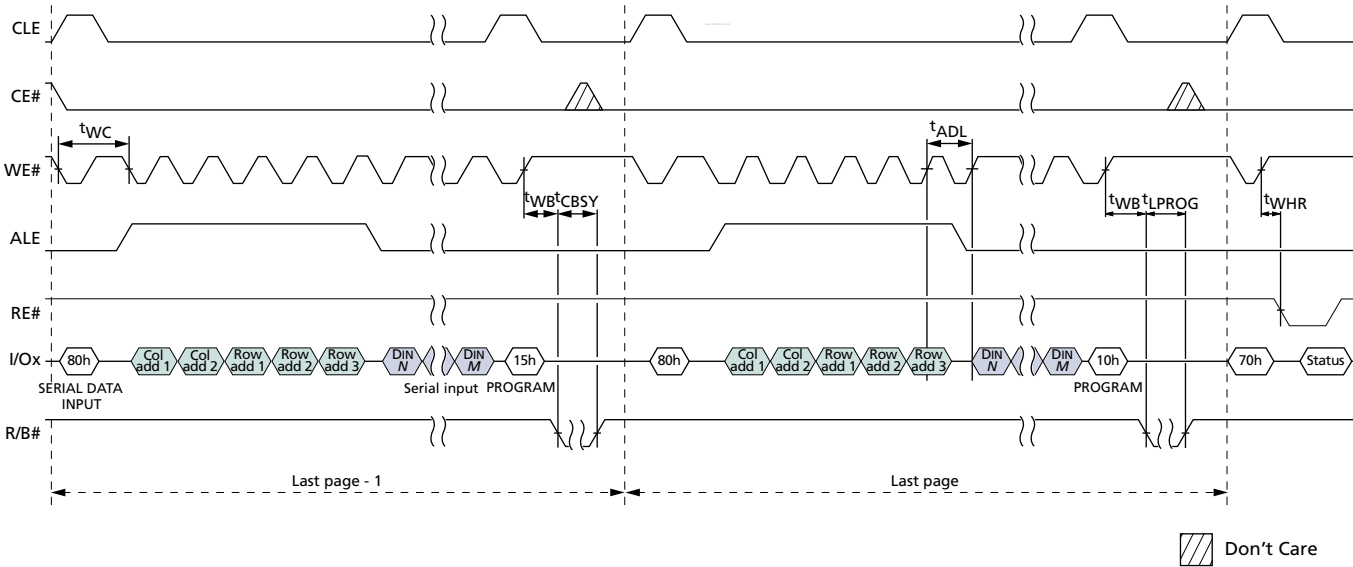 CLE
CE#
tWC
tADL
WE#
tWB tCBSY
tWB tLPROG
tWHR
ALE
RE#
I/Ox
80h
Col add 1
Col add 2
Row add 1
Row add 2
Row add 3
DIN N
DIN M
15h
80h
Col add 1
Col add 2
Row add 1
Row add 2
Row add 3
DIN N
DIN M
10h
70h
Status
SERIAL DATA
INPUT
Serial input
PROGRAM
PROGRAM
R/B#
Last page - 1
Last page
Don't Care